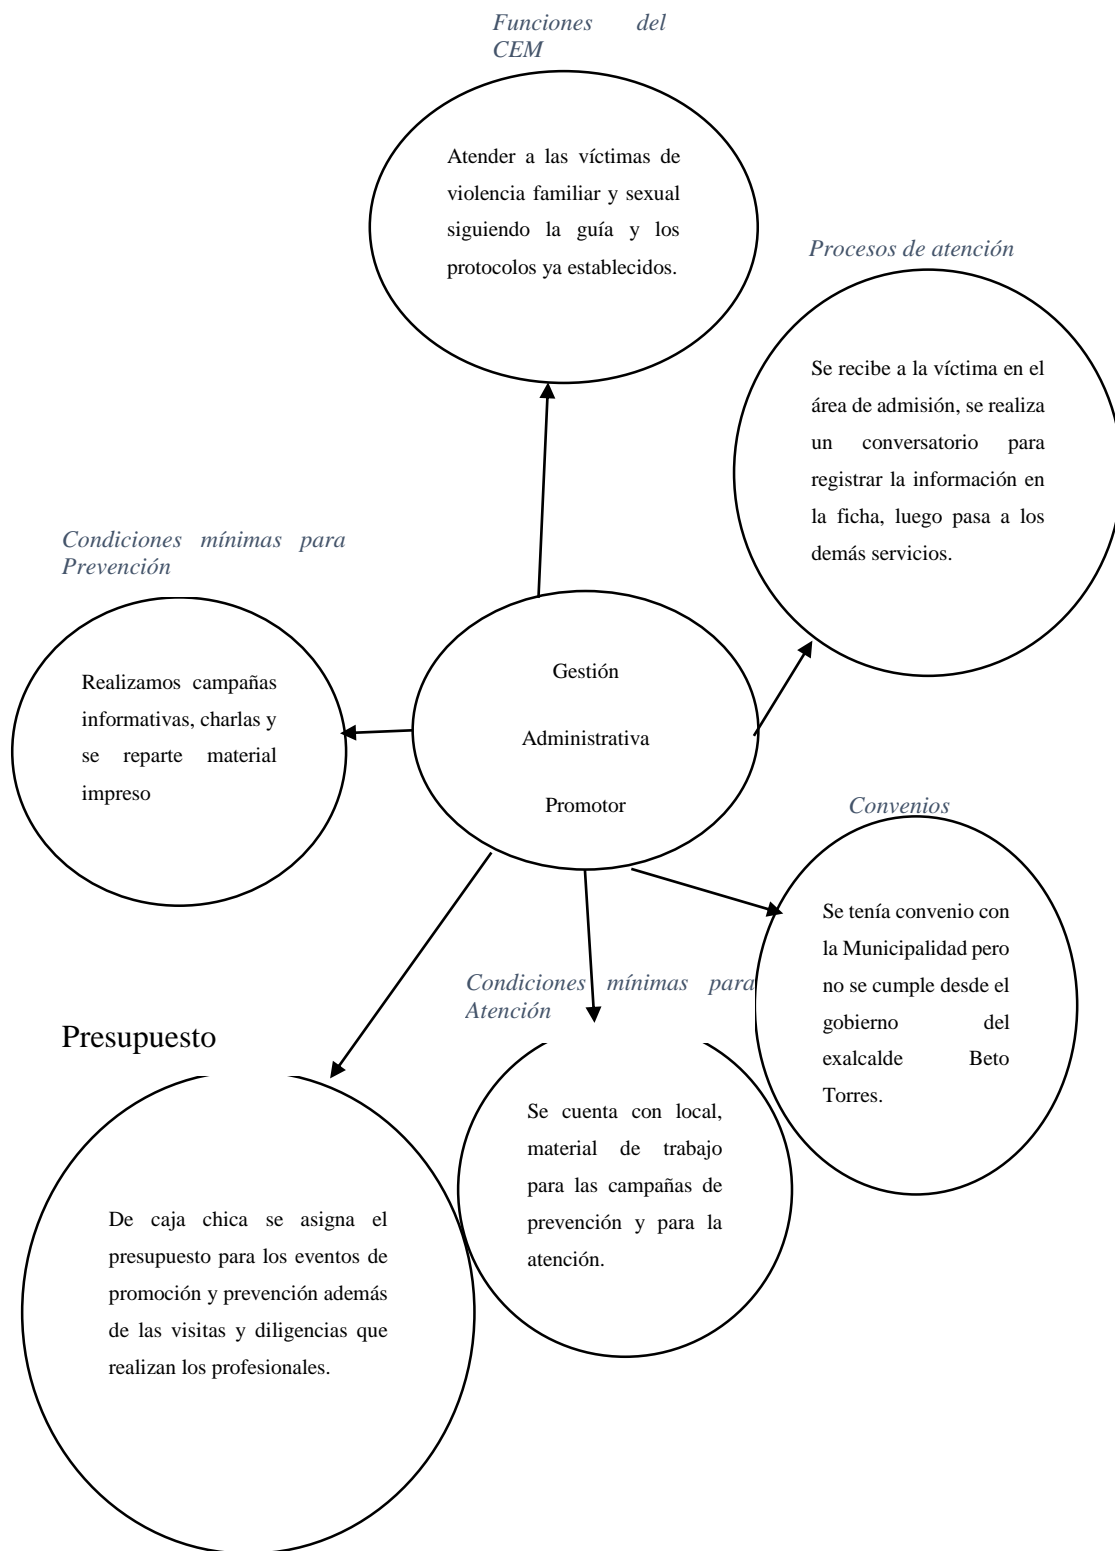 Funciones del
CEM
Atender a las víctimas de
violencia familiar y sexual
siguiendo la guía y los
protocolos ya establecidos.
Procesos de atención
Se recibe a la víctima en el
área de admisión, se realiza
un conversatorio para
registrar la información en
la ficha, luego pasa a los
demás servicios.
Condiciones mínimas para
Prevención
Realizamos campañas
informativas, charlas y
se reparte material
impreso
Gestión
Administrativa
Promotor
Convenios
Se tenía convenio con
la Municipalidad pero
no se cumple desde el
gobierno del
exalcalde Beto
Torres.
Condiciones mínimas para
Atención
Se cuenta con local,
material de trabajo
para las campañas de
prevención y para la
atención.
Presupuesto
De caja chica se asigna el
presupuesto para los eventos de
promoción y prevención además
de las visitas y diligencias que
realizan los profesionales.